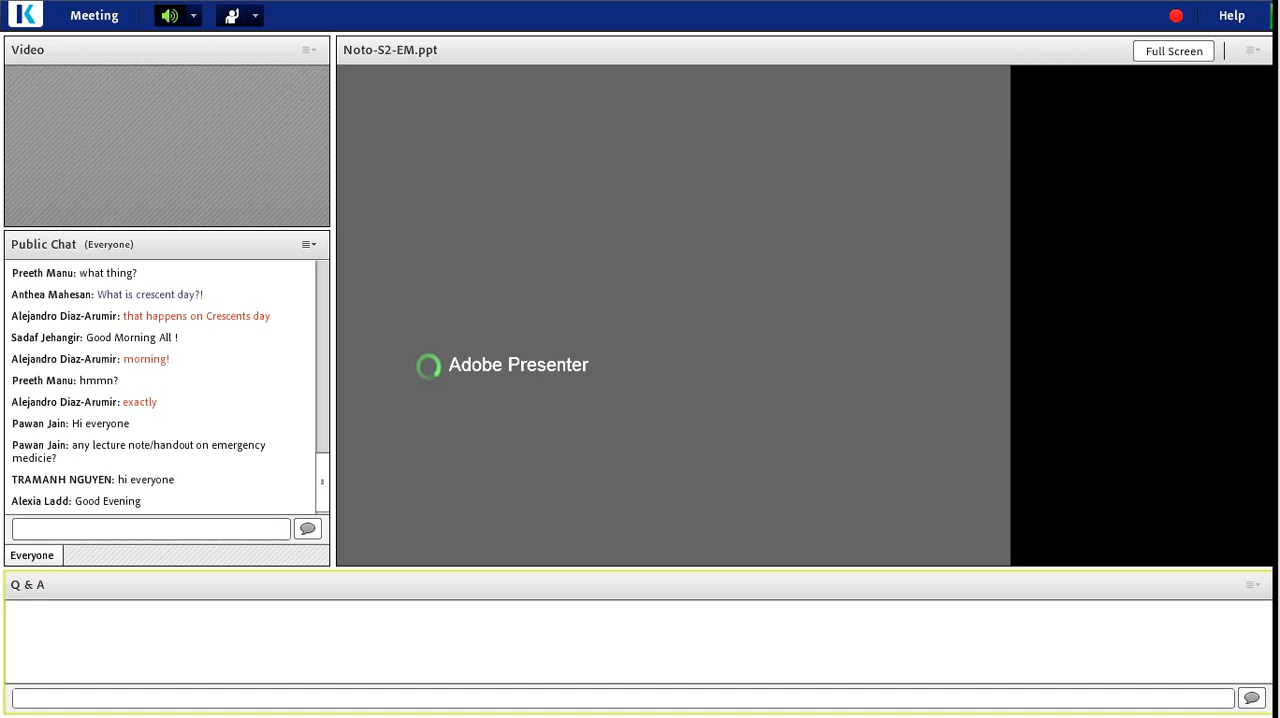 K Meeting Help
Video
Noto-S2-EM.ppt Full Screen
Adobe Presenter
Public Chat (Everyone)
Preeth Manu: what thing?
Anthea Mahesan: What is crescent day?!
Alejandro Diaz-Arumir: that happens on Crescents day
Sadaf Jehangir: Good Morning All !
Alejandro Diaz-Arumir: morning!
Preeth Manu: hmmn?
Alejandro Diaz-Arumir: exactly
Pawan Jain: Hi everyone
Pawan Jain: any lecture note/handout on emergency
medicie?
TRAMANH NGUYEN: hi everyone
Alexia Ladd: Good Evening
Everyone
Q & A